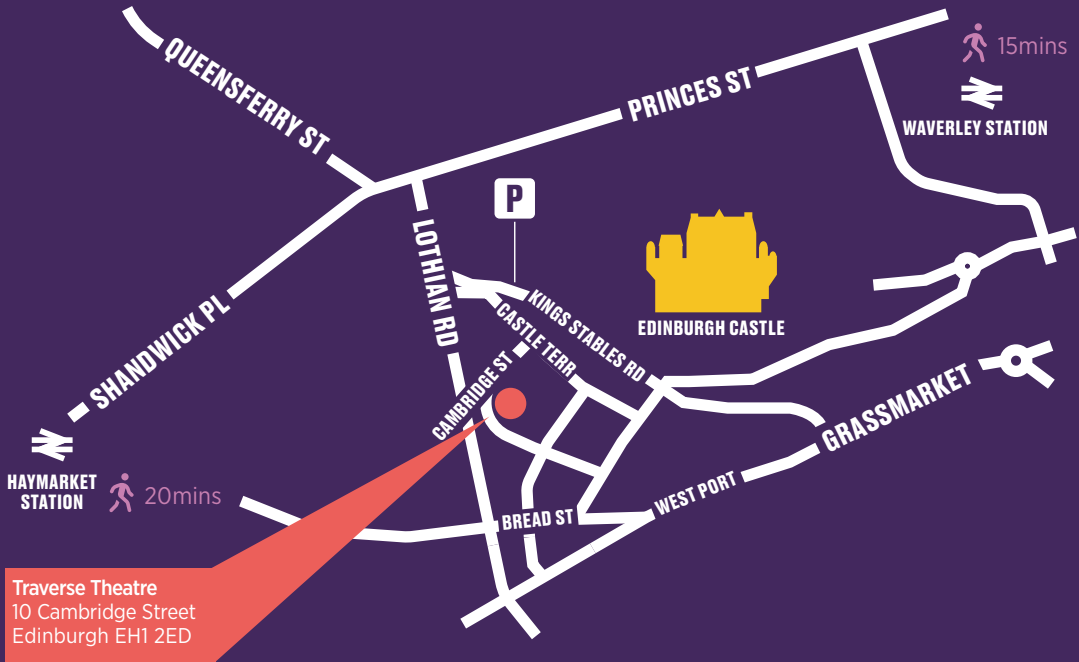 QUEENSFERRY ST
PRINCES ST
15mins
WAVERLEY STATION
P
LOTHIAN RD
KINGS STABLES RD
CASTLE TERR
EDINBURGH CASTLE
SHANDWICK PL
CAMBRIDGE ST
GRASSMARKET
HAYMARKET
STATION
20mins
WEST PORT
BREAD ST
Traverse Theatre
10 Cambridge Street
Edinburgh EH1 2ED